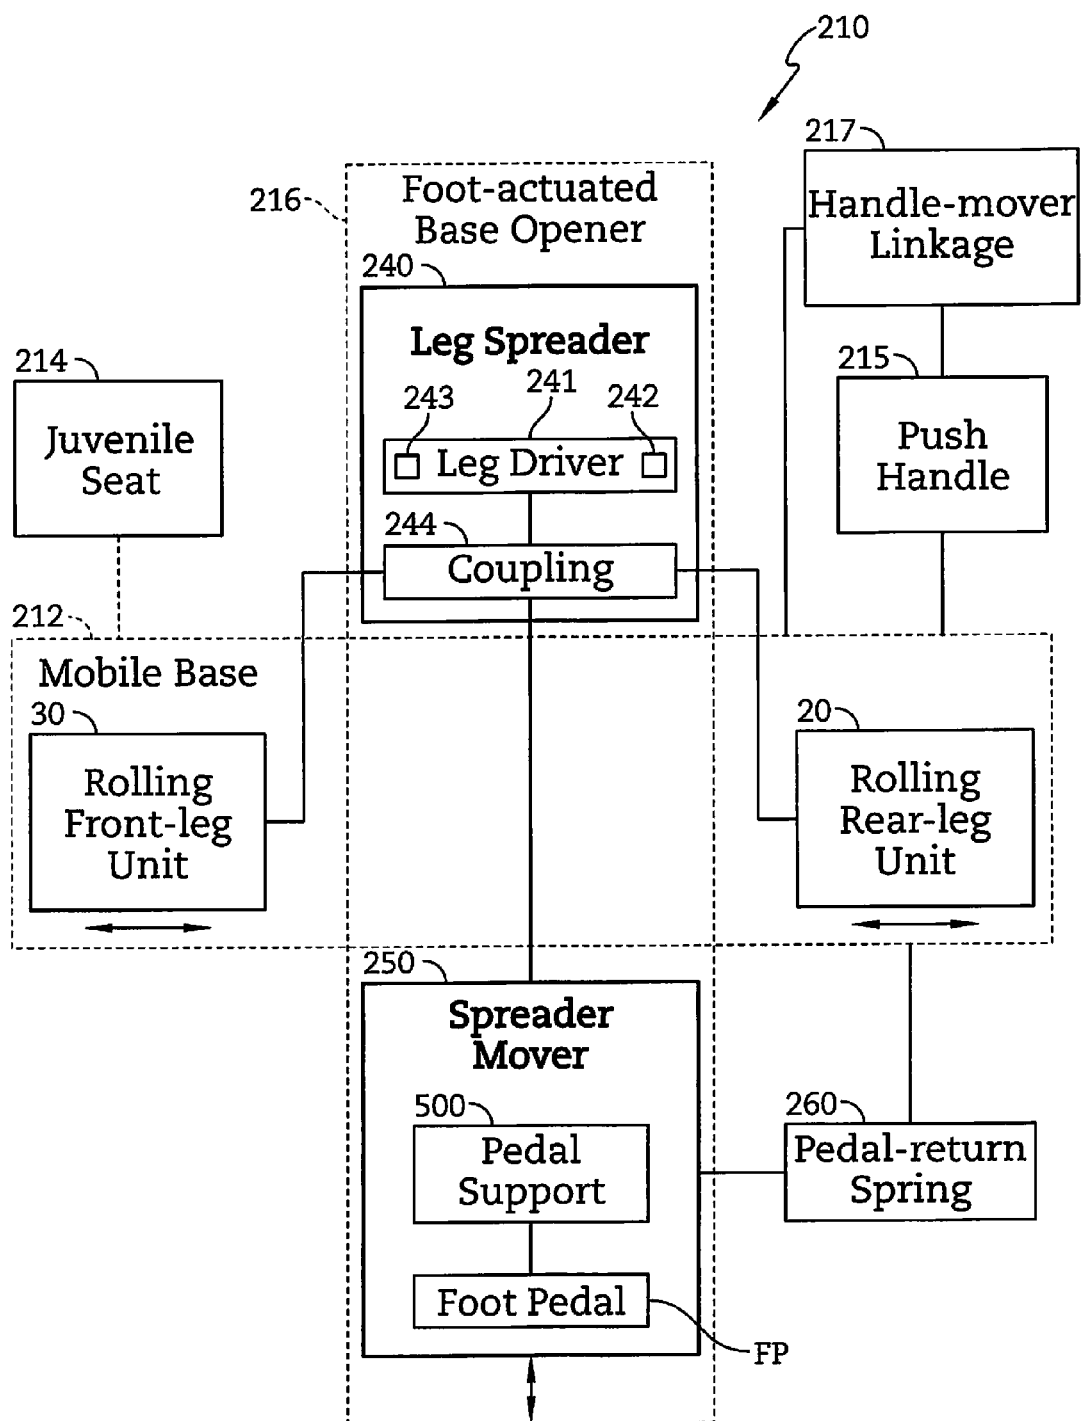 210
217
Handle-mover
Linkage
216
Foot-actuated
Base Opener
240
Leg Spreader
214
Juvenile
Seat
243
241
242
Leg Driver
215
Push
Handle
244
Coupling
212
Mobile Base
30
Rolling
Front-leg
Unit
20
Rolling
Rear-leg
Unit
250
Spreader
Mover
500
Pedal
Support
260
Pedal-return
Spring
Foot Pedal
FP